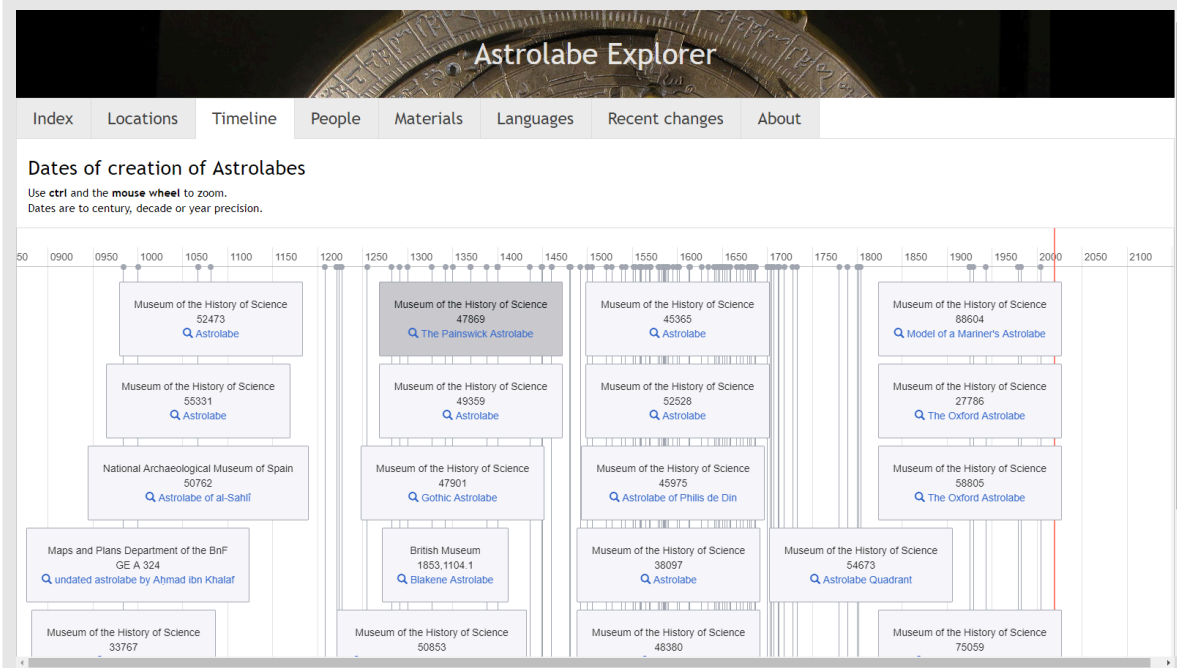 Astrolabe Explorer
Index Locations Timeline People Materials Languages Recent changes About
Dates of creation of Astrolabes
Use ctrl and the mouse wheel to zoom.
Dates are to century, decade or year precision.
50 0900 0950 1000 1050 1100 1150 1200 1250 1300 1350 1400 1450 1500 1550 1600 1650 1700 1750 1800 1850 1900 1950 2000 2050 2100
Museum of the History of Science
52473
Astrolabe
Museum of the History of Science
47869
The Painswick Astrolabe
Museum of the History of Science
45365
Astrolabe
Museum of the History of Science
88604
Model of a Mariner's Astrolabe
Museum of the History of Science
55331
Astrolabe
Museum of the History of Science
49359
Astrolabe
Museum of the History of Science
52528
Astrolabe
Museum of the History of Science
27786
The Oxford Astrolabe
National Archaeological Museum of Spain
50762
Astrolabe of al-Sahlî
Museum of the History of Science
47901
Gothic Astrolabe
Museum of the History of Science
45975
Astrolabe of Philis de Din
Museum of the History of Science
58805
The Oxford Astrolabe
Maps and Plans Department of the BnF
GE A 324
undated astrolabe by Aḥmad ibn Khalaf
British Museum
1853,1104.1
Blakene Astrolabe
Museum of the History of Science
38097
Astrolabe
Museum of the History of Science
54673
Astrolabe Quadrant
Museum of the History of Science
33767
Museum of the History of Science
50853
Museum of the History of Science
48380
Museum of the History of Science
75059